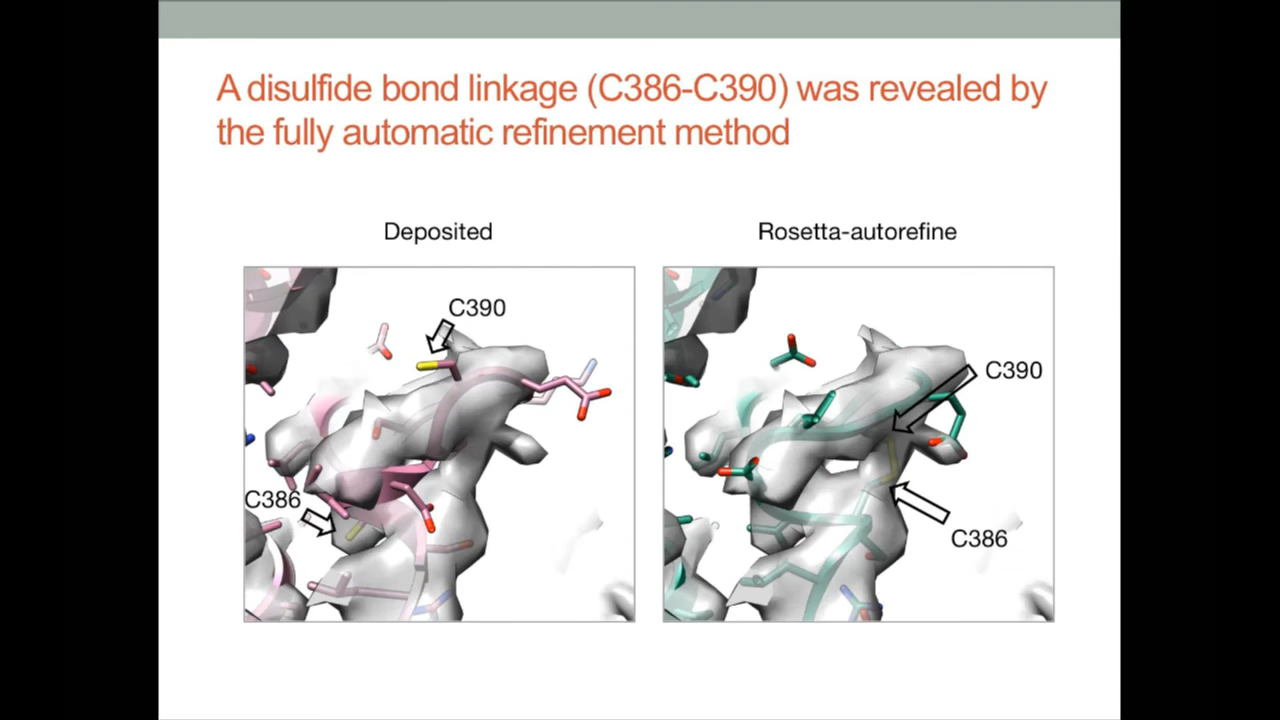 A disulfide bond linkage (C386-C390) was revealed by
the fully automatic refinement method
Deposited
Rosetta-autorefine
C390
C386
C390
C386